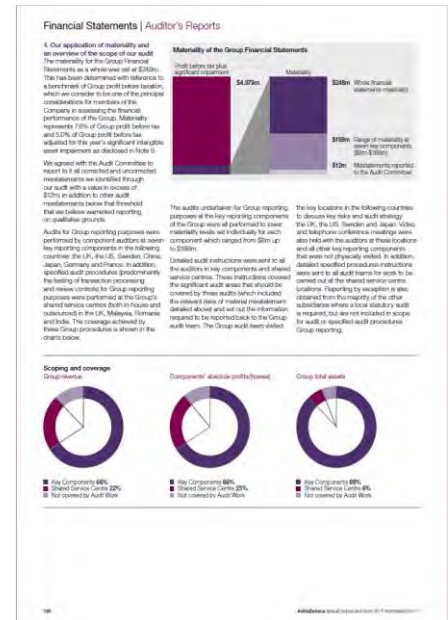 Financial Statements | Auditor's Reports
4. Our application of materiality and
an overview of the scope of our audit
The materiality for the Group Financial
Statements as a whole was set at $249m.
This has been determined with reference to
a benchmark of Group profit before taxation,
which we consider to be one of the principal
considerations for members of the
Company in assessing the financial
performance of the Group. Materiality
represents 7.6% of Group profit before tax
and 5.0% of Group profit before tax
adjusted for this year's significant intangible
asset impairment as disclosed in Note 9.
We agreed with the Audit Committee to
report to it all corrected and uncorrected
misstatements we identified through
our audit with a value in excess of
$12m, in addition to other audit
misstatements below that threshold
that we believe warranted reporting
on qualitative grounds.
Audits for Group reporting purposes were
performed by component auditors at seven
key reporting components in the following
countries: the UK, the US, Sweden, China,
Japan, Germany and France. In addition,
specified audit procedures (predominantly
the testing of transaction processing
and review controls) for Group reporting
purposes were performed at the Group's
shared service centres (both in-house and
outsourced) in the UK, Malaysia, Romania
and India. The coverage achieved by
these Group procedures is shown in the
charts below.
Materiality of the Group Financial Statements
Profit before tax plus
significant impairment
Materiality
$4,979m
$249m Whole financial
statements materiality
Range of materiality at
seven key components
Misstatements reported
to the Audit Committee
$12m
The audits undertaken for Group reporting
purposes at the key reporting components
of the Group were all performed to lower
materiality levels set individually for each
component which ranged from $8m up
to $198m.
Detailed audit instructions were sent to all
the auditors in key components and shared
service centres. These instructions covered
the significant audit areas that should be
covered by these audits (which included
the relevant risks of material misstatement
detailed above) and set out the information
required to be reported back to the Group
audit team. The Group audit team visited
the key locations in the following countries
to discuss key risks and audit strategy:
the UK, the US, Sweden and Japan. Video
and telephone conference meetings were
also held with the auditors at these locations
and all other key reporting components
that were not physically visited. In addition,
detailed specified procedures instructions
were sent to all audit teams for work to be
carried out at the shared service centre
locations. Reporting by exception is also
obtained from the majority of the other
subsidiaries where a local statutory audit
is required, but are not included in scope
for audit or specified audit procedures
Group reporting.
Scoping and coverage
Group revenue
Components' absolute profits/(losses)
Group total assets
Key Components 66%
Shared Service Centre 22%
Not covered by Audit Work
Key Components 66%
Shared Service Centre 23%
Not covered by Audit Work
Key Components 88%
Shared Service Centre 6%
Not covered by Audit Work